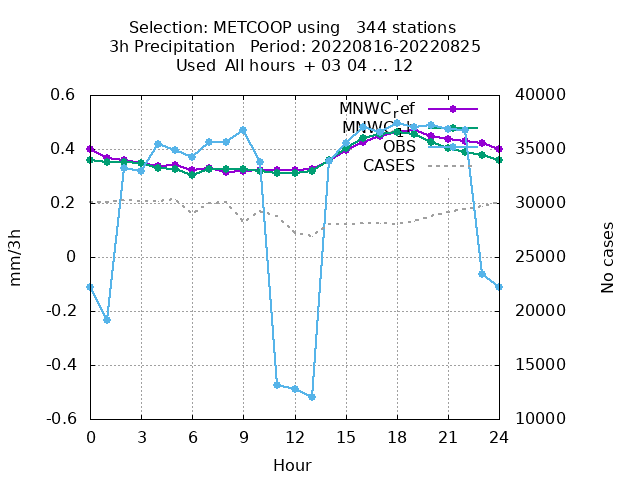 Selection: METCOOP using 344 stations
3h Precipitation Period: 20220816-20220825
Used All hours + 03 04 ... 12
MNWC_ref
OBS
CASES
mm/3h
0.6
0.4
0.2
0
-0.2
-0.4
-0.6
No cases
40000
35000
30000
25000
20000
15000
10000
0 3 6 9 12 15 18 21 24
Hour